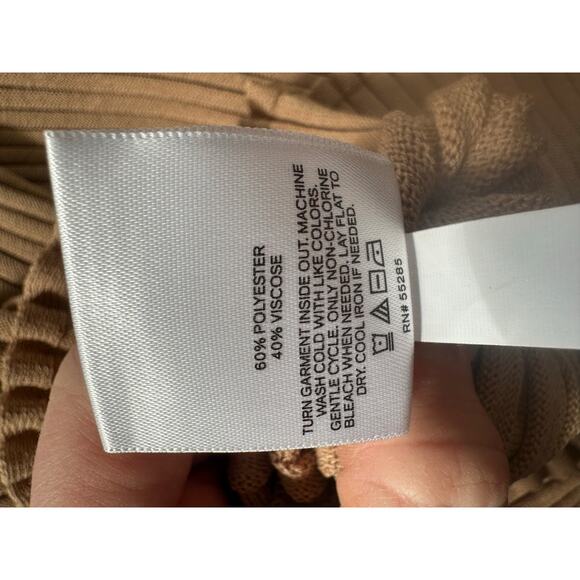 60% POLYESTER
40% VISCOSE
TURN GARMENT INSIDE OUT. MACHINE
WASH COLD WITH LIKE COLORS.
GENTLE CYCLE. ONLY NON-CHLORINE
BLEACH WHEN NEEDED. LAY FLAT TO
DRY. COOL IRON IF NEEDED.
RN# 55285